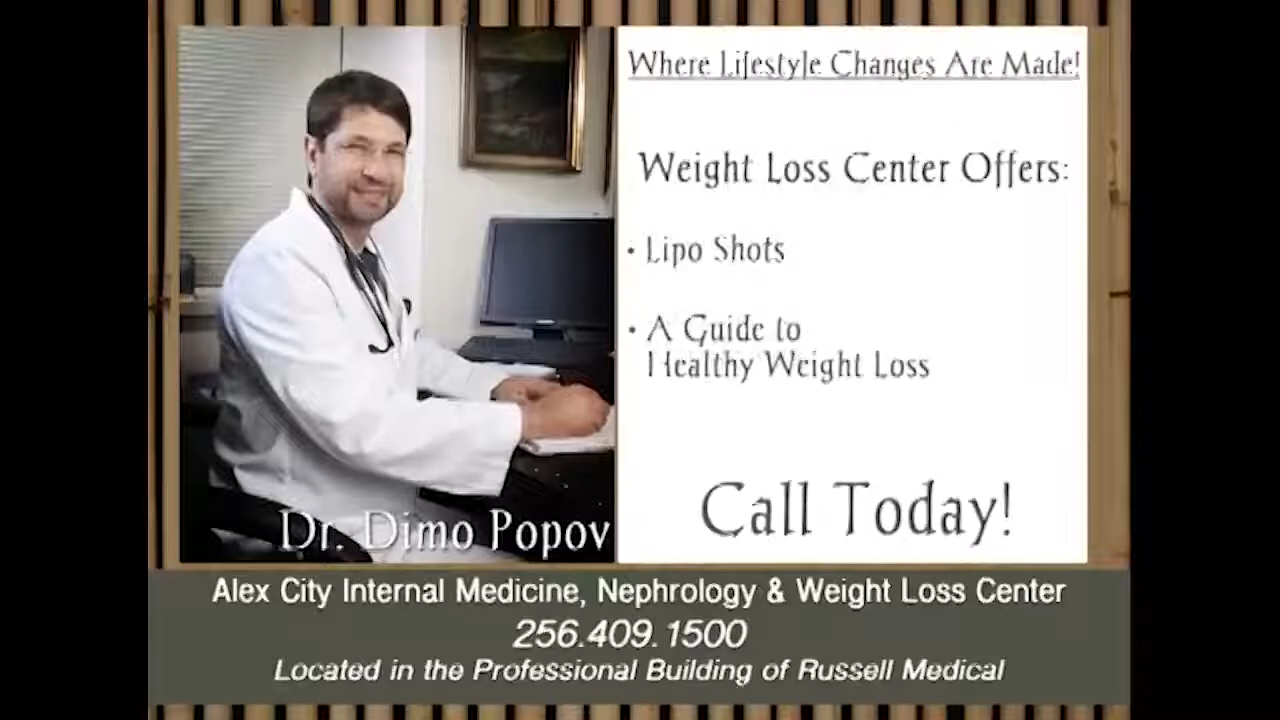 Where Lifestyle Changes Are Made!
Weight Loss Center Offers:
• Lipo Shots
• A Guide to
Healthy Weight Loss
Call Today!
Dr. Dimo Popov
Alex City Internal Medicine, Nephrology & Weight Loss Center
256.409.1500
Located in the Professional Building of Russell Medical